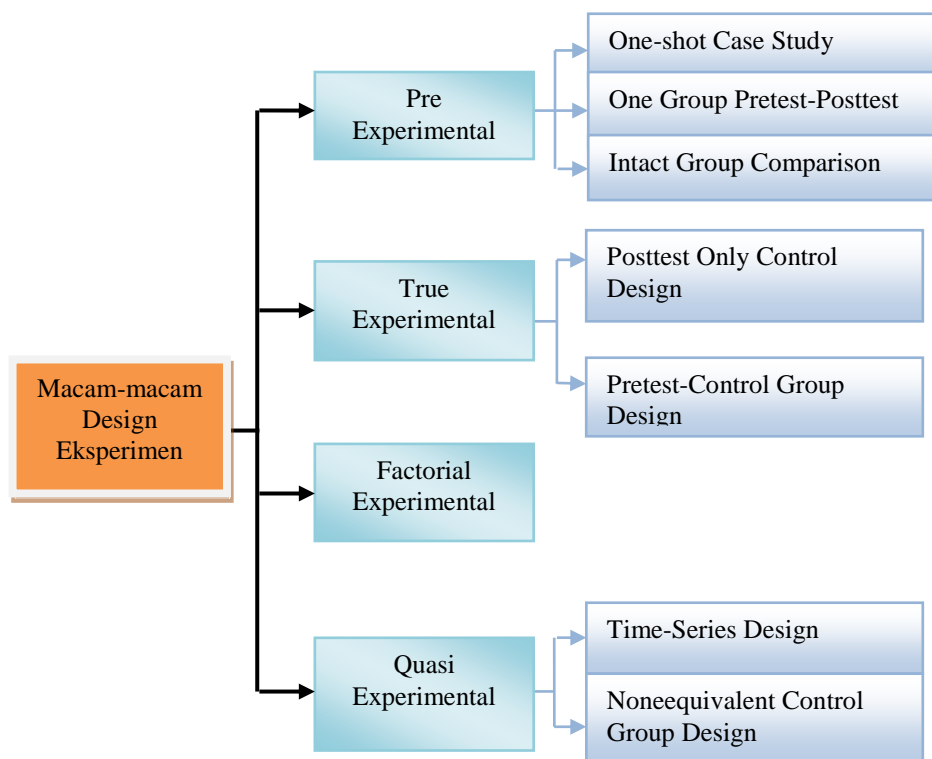 Macam-macam
Design
Eksperimen
Pre
Experimental
One-shot Case Study
One Group Pretest-Posttest
Intact Group Comparison
True
Experimental
Posttest Only Control
Design
Pretest-Control Group
Design
Factorial
Experimental
Quasi
Experimental
Time-Series Design
Noneequivalent Control
Group Design